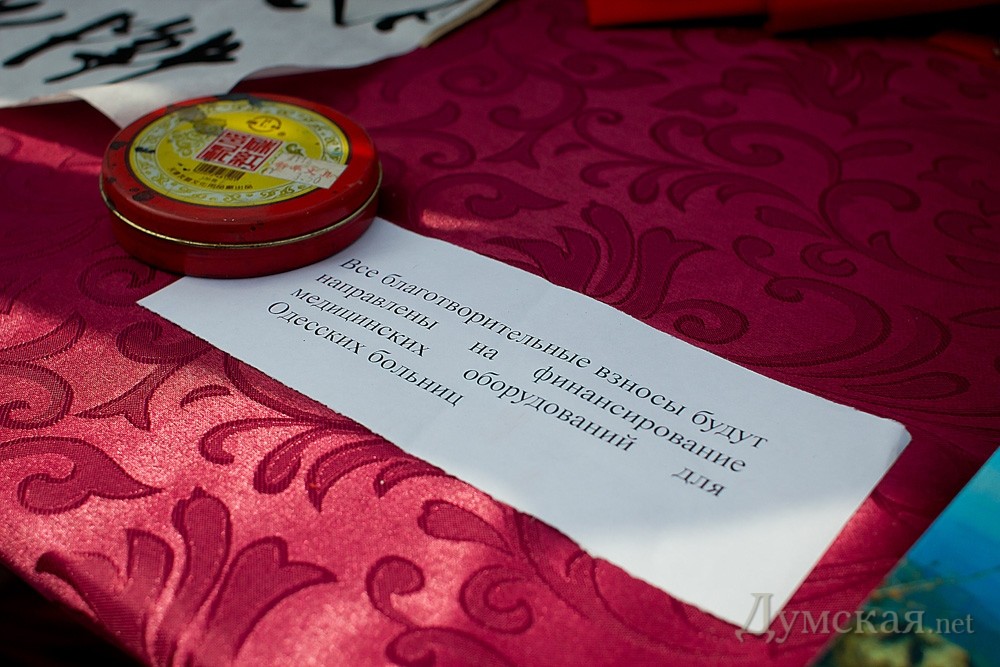 Все благотворительные взносы будут
направлены на финансирование
медицинских оборудований для
Одесских больниц
Думская.net